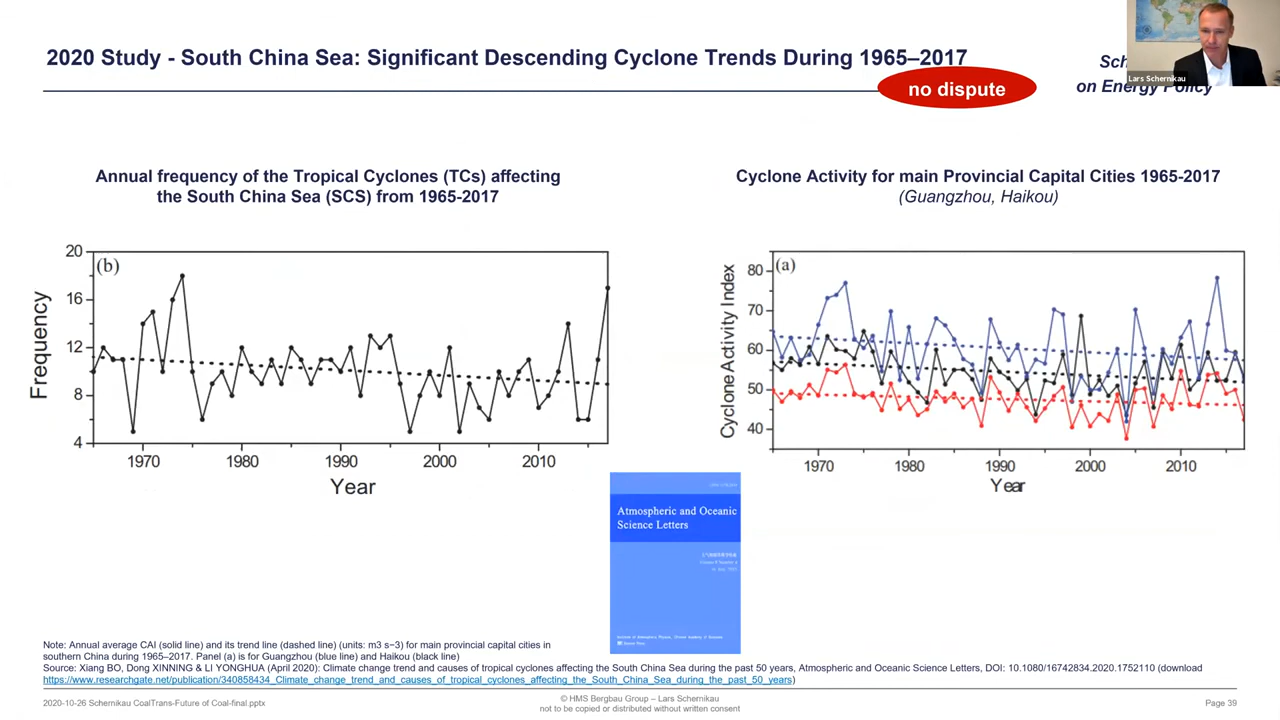 2020 Study - South China Sea: Significant Descending Cyclone Trends During 1965–2017
no dispute
on Energy Policy
Lars Schernikau
Annual frequency of the Tropical Cyclones (TCs) affecting
the South China Sea (SCS) from 1965-2017
Cyclone Activity for main Provincial Capital Cities 1965-2017
(Guangzhou, Haikou)
(b)
Frequency
20
16
12
8
4
1970 1980 1990 2000 2010
Year
(a)
Cyclone Activity Index
80
70
60
50
40
1970 1980 1990 2000 2010
Year
Atmospheric and Oceanic
Science Letters
Note: Annual average CAI (solid line) and its trend line (dashed line) (units: m3 s−3) for main provincial capital cities in
southern China during 1965–2017. Panel (a) is for Guangzhou (blue line) and Haikou (black line)
Source: Xiang BO, Dong XINNING & LI YONGHUA (April 2020): Climate change trend and causes of tropical cyclones affecting the South China Sea during the past 50 years, Atmospheric and Oceanic Science Letters, DOI: 10.1080/16742834.2020.1752110 (download
https://www.researchgate.net/publication/340858434_Climate_change_trend_and_causes_of_tropical_cyclones_affecting_the_South_China_Sea_during_the_past_50_years)
2020-10-26 Schernikau CoalTrans-Future of Coal-final.pptx
© HMS Bergbau Group – Lars Schernikau
not to be copied or distributed without written consent
Page 39